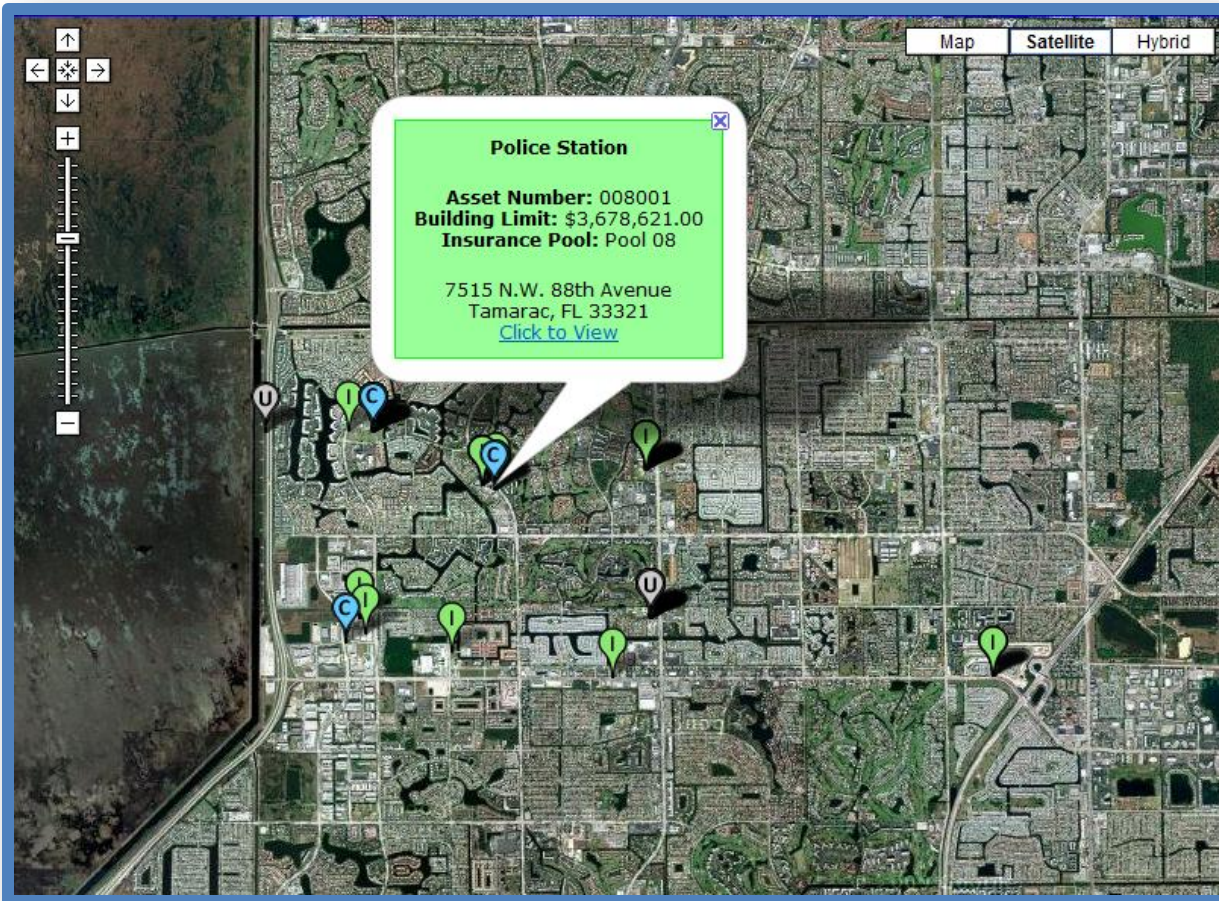 Map Satellite Hybrid
Police Station
Asset Number: 008001
Building Limit: $3,678,621.00
Insurance Pool: Pool 08
7515 N.W. 88th Avenue
Tamarac, FL 33321
Click to View
U I C
C I
I
I
C
U
I
I
I